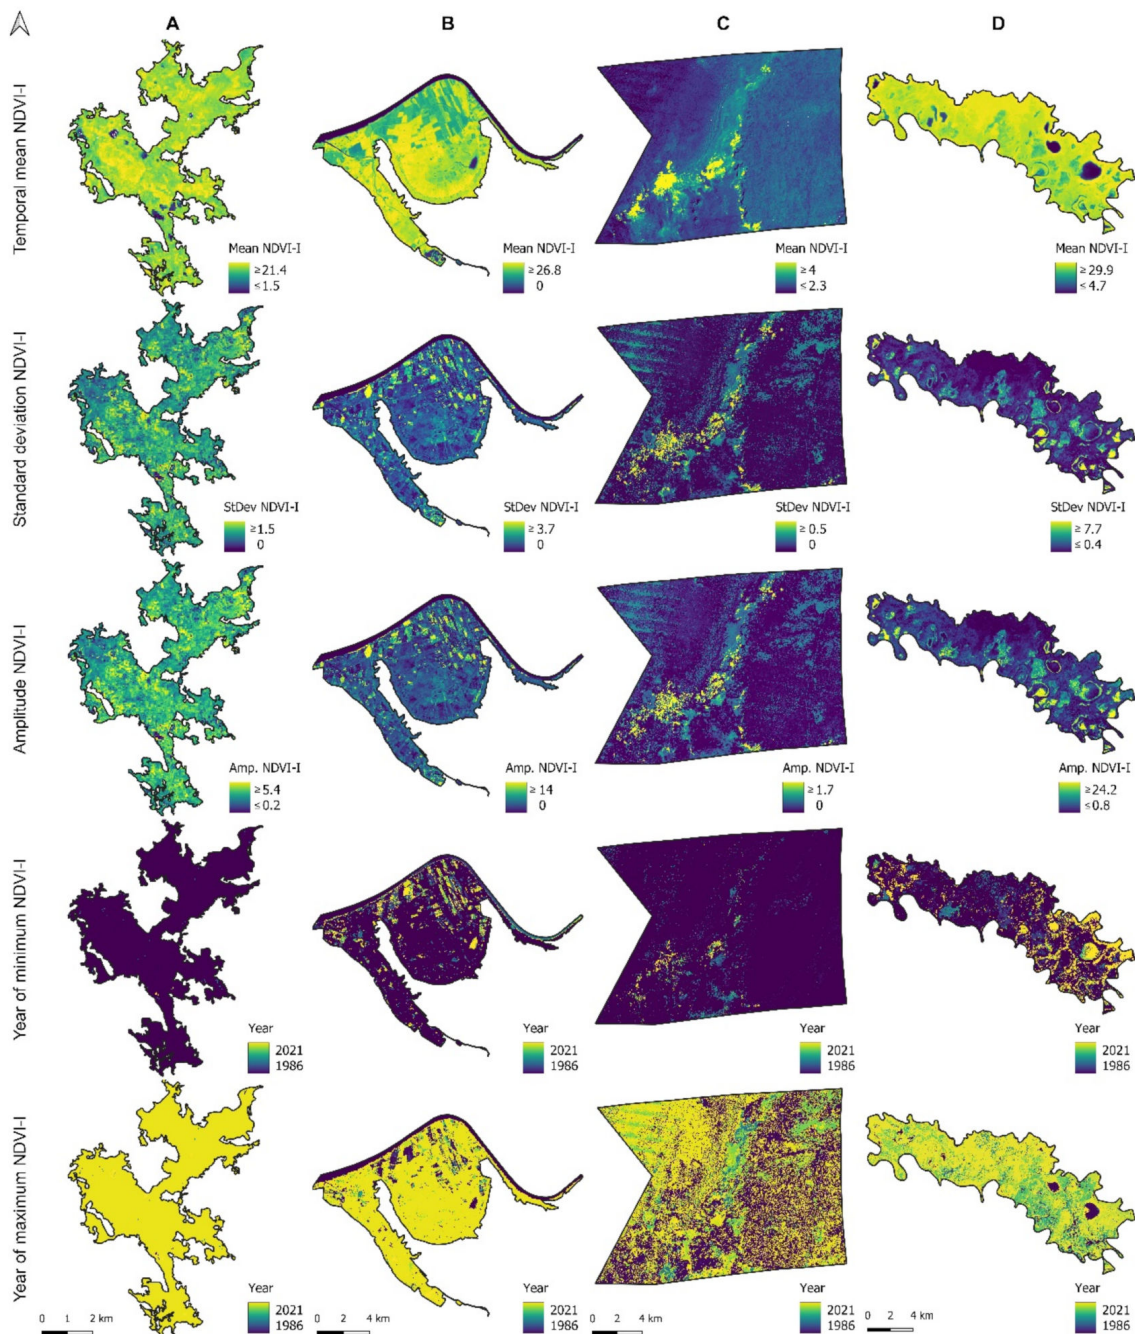 A B C D
Temporal mean NDVI-I
Mean NDVI-I
≥21.4
≤1.5
Mean NDVI-I
≥26.8
0
Mean NDVI-I
≥4
≤2.3
Mean NDVI-I
≥29.9
≤4.7
Standard deviation NDVI-I
StDev NDVI-I
≥1.5
0
StDev NDVI-I
≥3.7
0
StDev NDVI-I
≥0.5
0
StDev NDVI-I
≥7.7
≤0.4
Amplitude NDVI-I
Amp. NDVI-I
≥5.4
≤0.2
Amp. NDVI-I
≥14
0
Amp. NDVI-I
≥1.7
0
Amp. NDVI-I
≥24.2
≤0.8
Year of minimum NDVI-I
Year
2021
1986
Year
2021
1986
Year
2021
1986
Year
2021
1986
Year of maximum NDVI-I
Year
2021
1986
Year
2021
1986
Year
2021
1986
Year
2021
1986
0 1 2 km
0 2 4 km
0 2 4 km
0 2 4 km